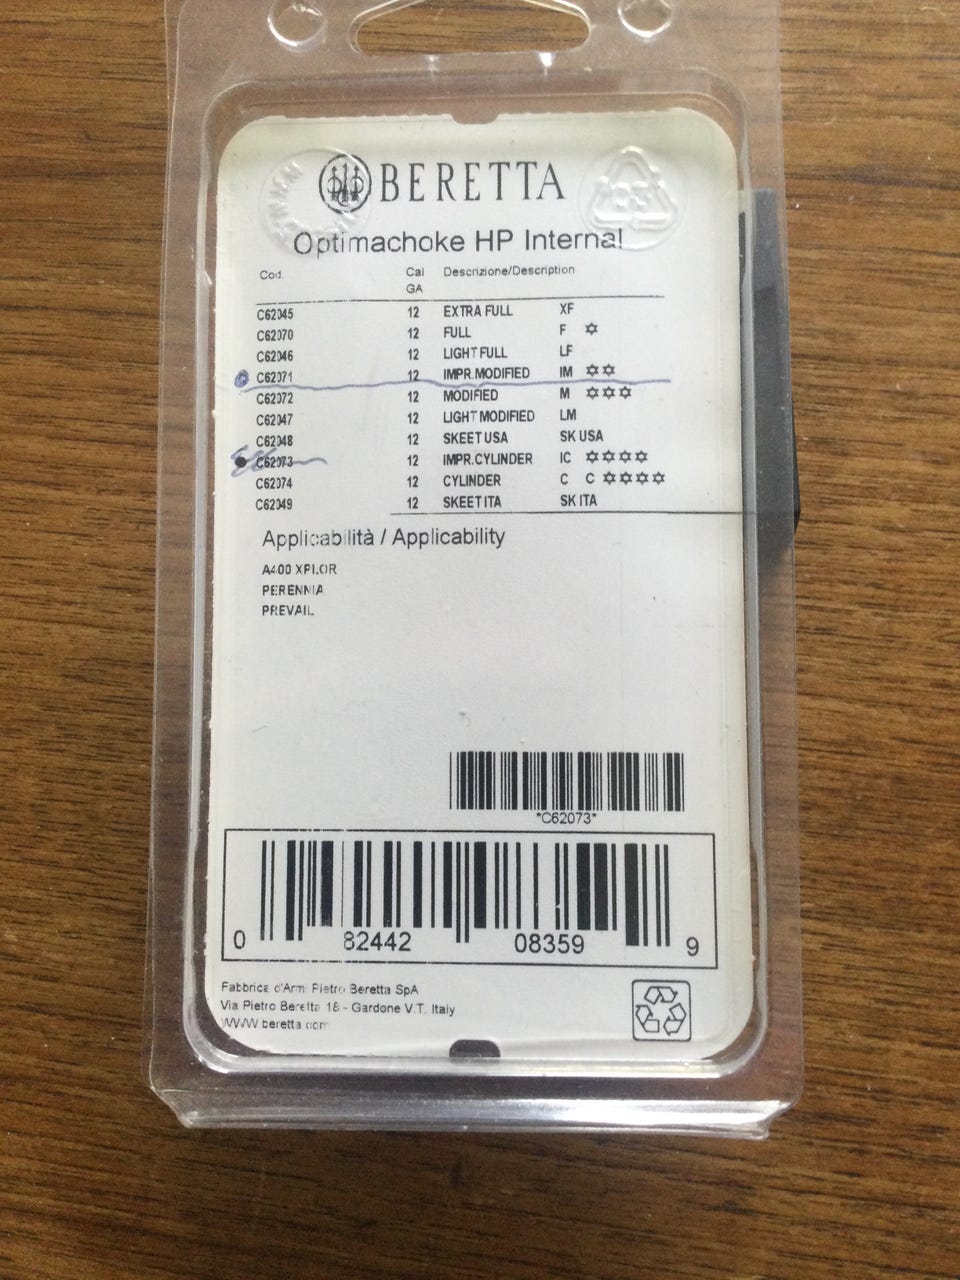 BERETTA
Optimachoke HP Internal
Cod. Cal Descrizione/Description
GA
C62045 12 EXTRA FULL XF
C62070 12 FULL F ✡
C62046 12 LIGHT FULL LF
C62071 12 IMPR.MODIFIED IM ✡✡
C62072 12 MODIFIED M ✡✡✡
C62047 12 LIGHT MODIFIED LM
C62048 12 SKEET USA SK USA
C62073 12 IMPR.CYLINDER IC ✡✡✡✡
C62074 12 CYLINDER C C ✡✡✡✡
C62049 12 SKEET ITA SK ITA
Applicabilità / Applicability
A400 XPLOR
PERENNIA
PREVAIL
*C62073*
0 82442 08359 9
Fabbrica d'Armi Pietro Beretta SpA
Via Pietro Beretta 18 - Gardone V.T. Italy
WWW.beretta.com